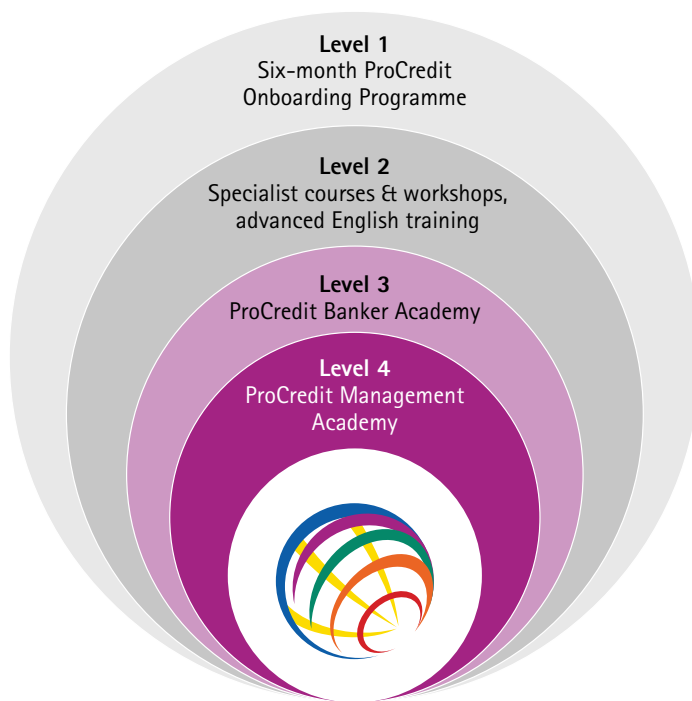 Level 1
Six-month ProCredit
Onboarding Programme
Level 2
Specialist courses & workshops,
advanced English training
Level 3
ProCredit Banker Academy
Level 4
ProCredit Management
Academy